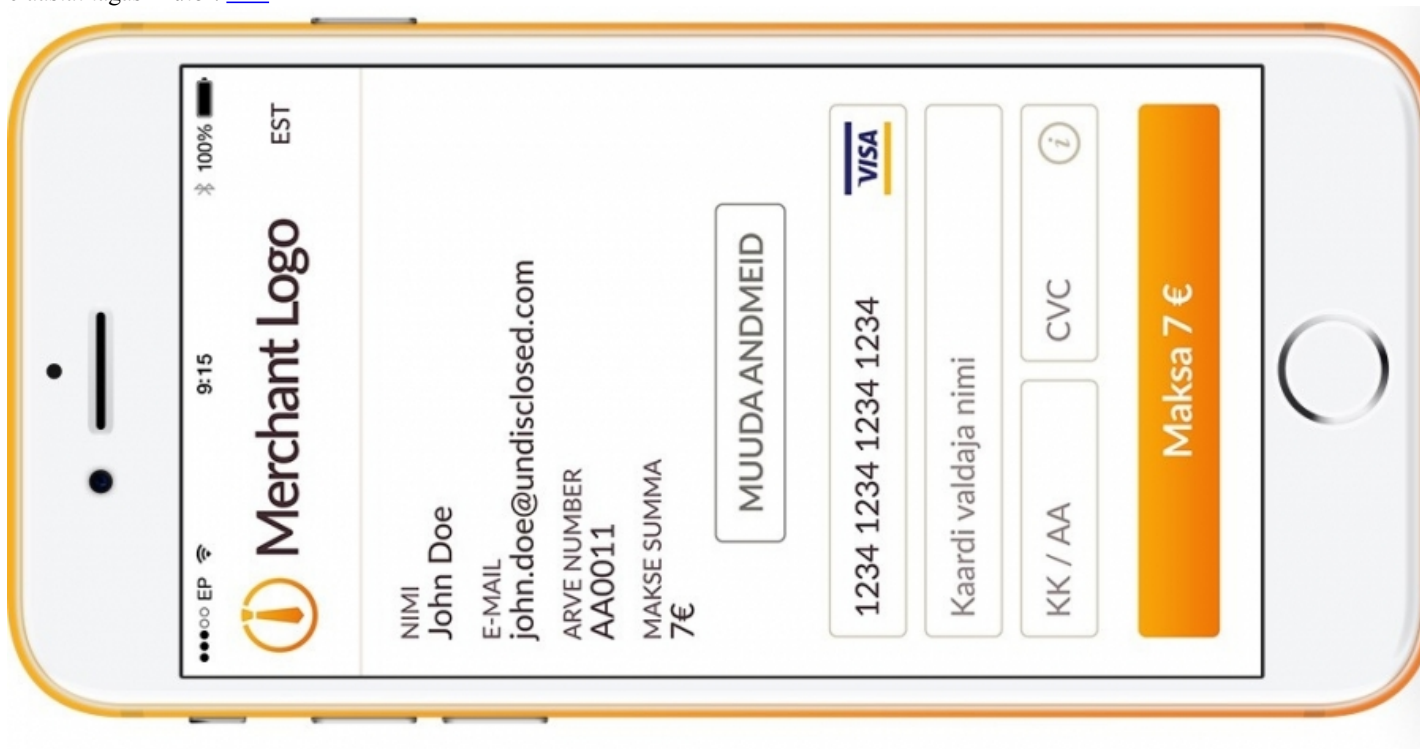 ●●●○○ EP 9:15 100%
Merchant Logo EST
NIMI
John Doe
E-MAIL
john.doe@undisclosed.com
ARVE NUMBER
AA0011
MAKSE SUMMA
7€
MUUDA ANDMEID
1234 1234 1234 1234 VISA
Kaardi valdaja nimi
KK / AA CVC i
Maksa 7 €